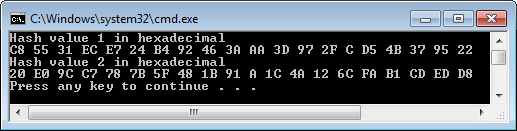 C:\Windows\system32\cmd.exe
Hash value 1 in hexadecimal
C8 55 31 EC E7 24 B4 92 46 3A AA 3D 97 2F C D5 4B 37 95 22
Hash value 2 in hexadecimal
20 E0 9C C7 78 7B 5F 48 1B 91 A 1C 4A 12 6C FA B1 CD ED D8
Press any key to continue . . .